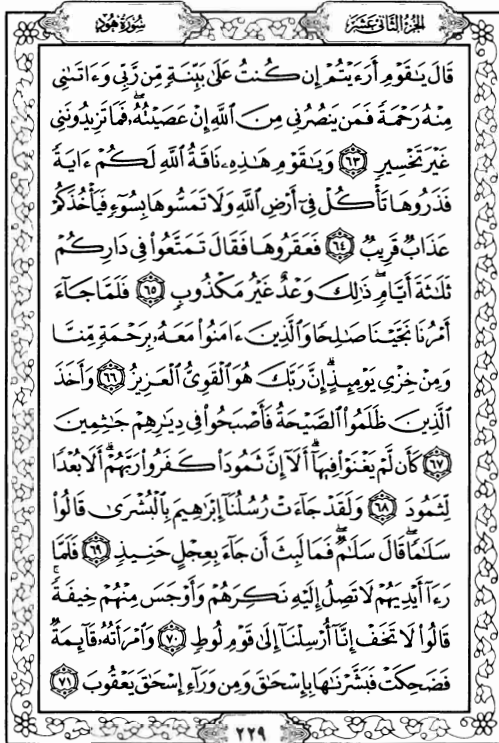 الجزء الثاني عشر
سورة هود
قَالَ يَٰقَوْمِ أَرَءَيْتُمْ إِن كُنتُ عَلَىٰ بَيِّنَةٍ مِّن رَّبِّي وَءَاتَىٰنِي
مِنْهُ رَحْمَةً فَمَن يَنصُرُنِي مِنَ ٱللَّهِ إِنْ عَصَيْتُهُۥۖ فَمَا تَزِيدُونَنِي
غَيْرَ تَخْسِيرٍ ٦٣ وَيَٰقَوْمِ هَٰذِهِۦ نَاقَةُ ٱللَّهِ لَكُمْ ءَايَةً
فَذَرُوهَا تَأْكُلْ فِيٓ أَرْضِ ٱللَّهِ وَلَا تَمَسُّوهَا بِسُوٓءٍ فَيَأْخُذَكُمْ
عَذَابٌ قَرِيبٌ ٦٤ فَعَقَرُوهَا فَقَالَ تَمَتَّعُوا۟ فِي دَارِكُمْ
ثَلَٰثَةَ أَيَّامٍۖ ذَٰلِكَ وَعْدٌ غَيْرُ مَكْذُوبٍ ٦٥ فَلَمَّا جَآءَ
أَمْرُنَا نَجَّيْنَا صَٰلِحًا وَٱلَّذِينَ ءَامَنُوا۟ مَعَهُۥ بِرَحْمَةٍ مِّنَّا
وَمِنْ خِزْيِ يَوْمِئِذٍۗ إِنَّ رَبَّكَ هُوَ ٱلْقَوِيُّ ٱلْعَزِيزُ ٦٦ وَأَخَذَ
ٱلَّذِينَ ظَلَمُوا۟ ٱلصَّيْحَةُ فَأَصْبَحُوا۟ فِي دِيَٰرِهِمْ جَٰثِمِينَ
٦٧ كَأَن لَّمْ يَغْنَوْا۟ فِيهَآۗ أَلَآ إِنَّ ثَمُودَا۟ كَفَرُوا۟ رَبَّهُمْۗ أَلَا بُعْدًا
لِّثَمُودَ ٦٨ وَلَقَدْ جَآءَتْ رُسُلُنَآ إِبْرَٰهِيمَ بِٱلْبُشْرَىٰ قَالُوا۟
سَلَٰمًاۖ قَالَ سَلَٰمٌۖ فَمَا لَبِثَ أَن جَآءَ بِعِجْلٍ حَنِيذٍ ٦٩ فَلَمَّا
رَءَآ أَيْدِيَهُمْ لَا تَصِلُ إِلَيْهِ نَكِرَهُمْ وَأَوْجَسَ مِنْهُمْ خِيفَةًۚ
قَالُوا۟ لَا تَخَفْ إِنَّآ أُرْسِلْنَآ إِلَىٰ قَوْمِ لُوطٍ ٧٠ وَٱمْرَأَتُهُۥ قَآئِمَةٌ
فَضَحِكَتْ فَبَشَّرْنَٰهَا بِإِسْحَٰقَ وَمِن وَرَآءِ إِسْحَٰقَ يَعْقُوبَ ٧١
٢٢٩